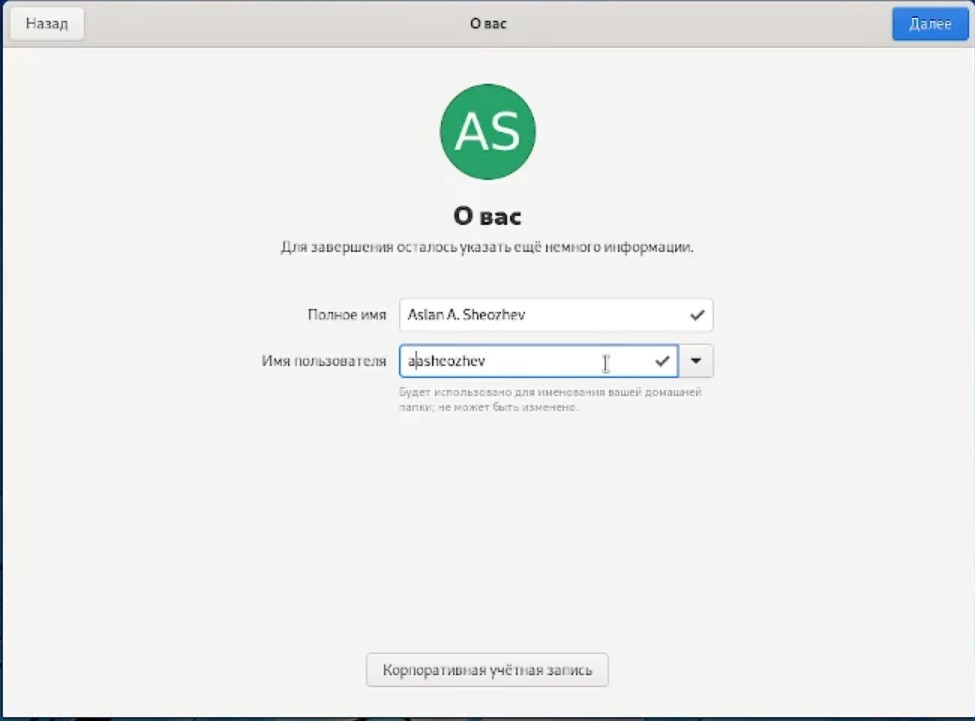 Назад
О вас
Далее
AS
О вас
Для завершения осталось указать ещё немного информации.
Полное имя
Aslan A. Sheozhev
Имя пользователя
aasheozhev
Будет использовано для именования вашей домашней
папки; не может быть изменено.
Корпоративная учётная запись